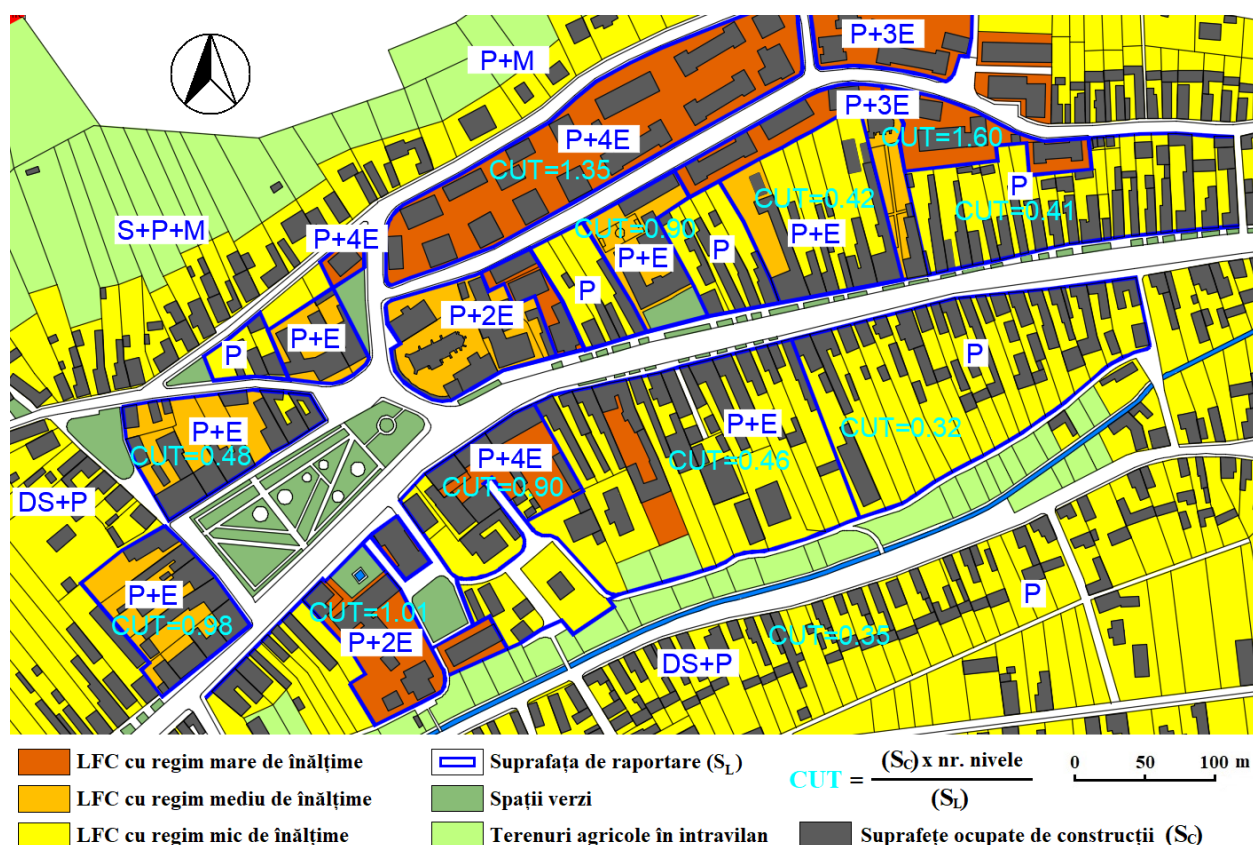 P+3E
P+M
P+3E
P+4E
CUT=1.60
CUT=1.35
P
CUT=0.42
CUT=0.41
S+P+M
P+4E
CUT=0.90
P+E
P+E
P
P
P+2E
P+E
P
P
P+E
P+E
CUT=0.32
CUT=0.48
P+4E
CUT=0.46
CUT=0.90
DS+P
P+E
P
CUT=0.98
CUT=1.01
P+2E
CUT=0.35
DS+P
LFC cu regim mare de înălțime
LFC cu regim mediu de înălțime
LFC cu regim mic de înălțime
Suprafața de raportare (SL)
Spații verzi
Terenuri agricole în intravilan
CUT = (SC) x nr. nivele
(SL)
0 50 100 m
Suprafețe ocupate de construcții (SC)